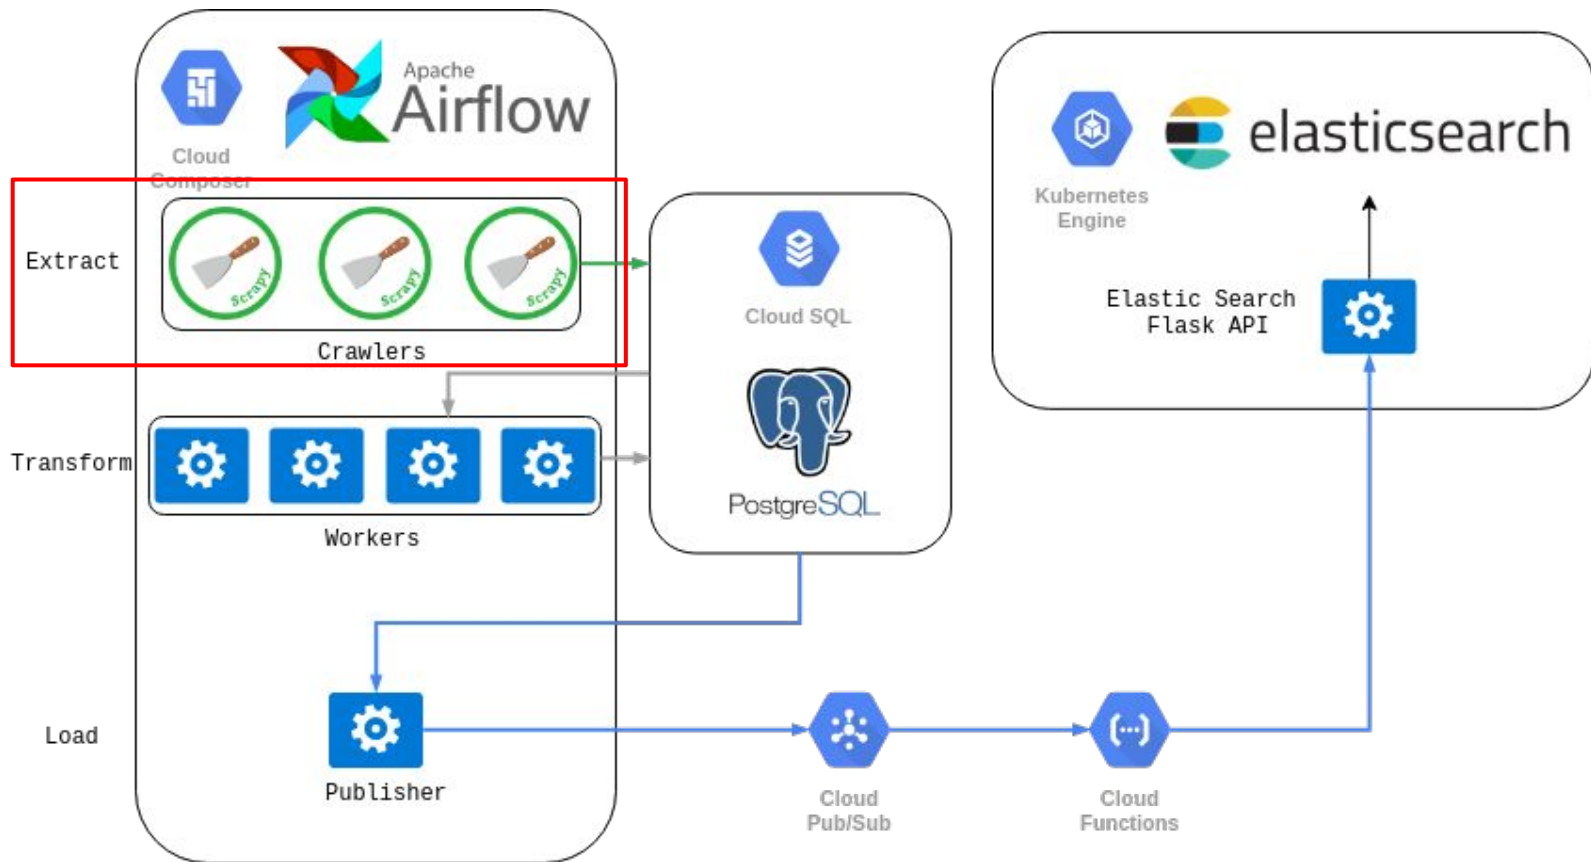 Apache
Airflow
Cloud
Composer
Extract
Scrapy
Scrapy
Scrapy
Crawlers
Transform
Workers
Load
Publisher
Cloud SQL
PostgreSQL
Cloud
Pub/Sub
Cloud
Functions
elasticsearch
Kubernetes
Engine
Elastic Search
Flask API